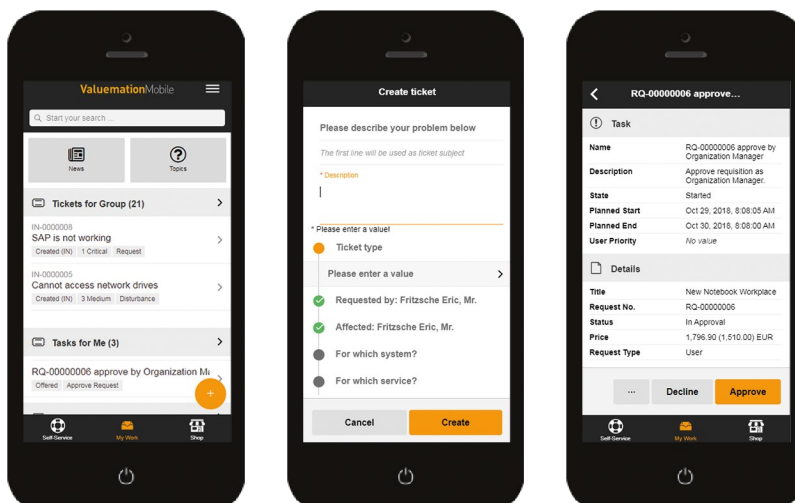 ValuemationMobile
Start your search ...
News
Topics
Tickets for Group (21)
IN-0000008
SAP is not working
Created (IN) 1 Critical Request
IN-0000005
Cannot access network drives
Created (IN) 3 Medium Disturbance
Tasks for Me (3)
RQ-00000006 approve by Organization Ma
Offered Approve Request
+
Self-Service
My Work
Shop
Create ticket
Please describe your problem below
The first line will be used as ticket subject
* Description
* Please enter a value!
Ticket type
Please enter a value
Requested by: Fritzsche Eric, Mr.
Affected: Fritzsche Eric, Mr.
For which system?
For which service?
Cancel
Create
RQ-00000006 approve...
Task
Name RQ-00000006 approve by
Organization Manager
Description Approve requisition as
Organization Manager.
State Started
Planned Start Oct 29, 2018, 8:08:05 AM
Planned End Oct 30, 2018, 8:08:00 AM
User Priority No value
Details
Title New Notebook Workplace
Request No. RQ-00000006
Status In Approval
Price 1,796.90 (1,510.00) EUR
Request Type User
...
Decline
Approve
Self-Service
My Work
Shop